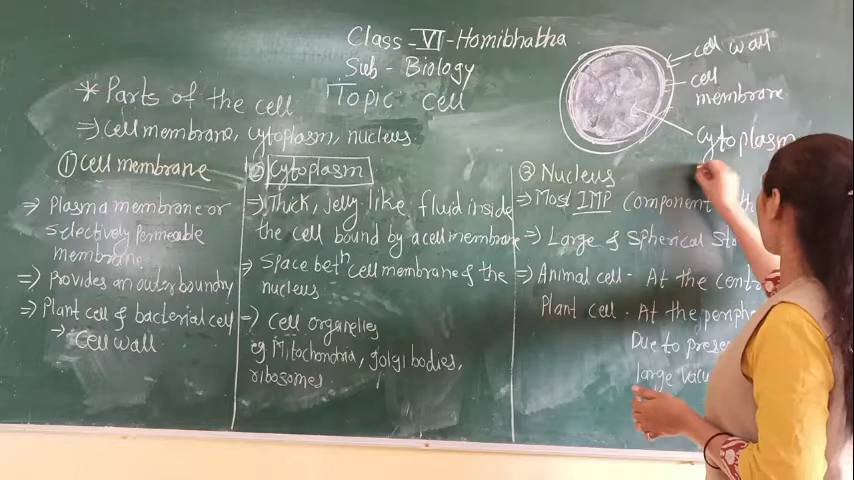 Class - VI - Homibhabha
Sub - Biology
Topic Cell
* Parts of the cell
⇒ Cell membrane, cytoplasm, nucleus.
① Cell membrane
⇒ Plasma membrane or
selectively permeable
membrane
⇒ Provides an outer boundry
⇒ Plant cell & bacterial cell
→ Cell wall
② Cytoplasm
⇒ Thick, jelly-like fluid inside
the cell bound by a cell membrane
⇒ Space betn cell membrane & the
nucleus
⇒ Cell organelles
eg Mitochondria, golgi bodies,
ribosomes
③ Nucleus
⇒ Most IMP Component
⇒ Large & Spherical
⇒ Animal cell - At the
Plant cell - At the
Due to
large
cell wall
cell
membrane
Cytoplasm